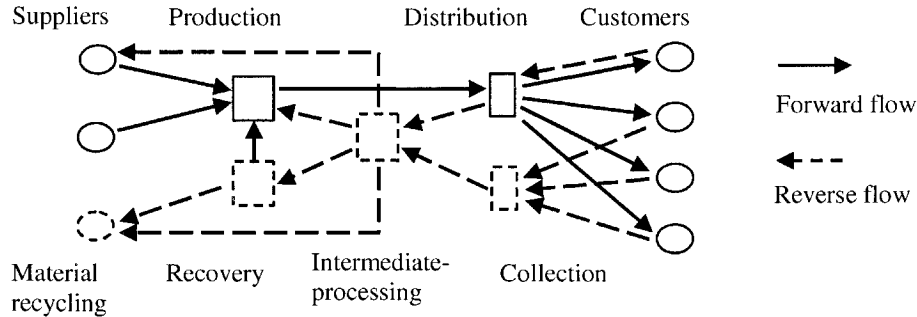 Suppliers
Production
Distribution
Customers
Forward flow
Reverse flow
Material
recycling
Recovery
Intermediate-
processing
Collection